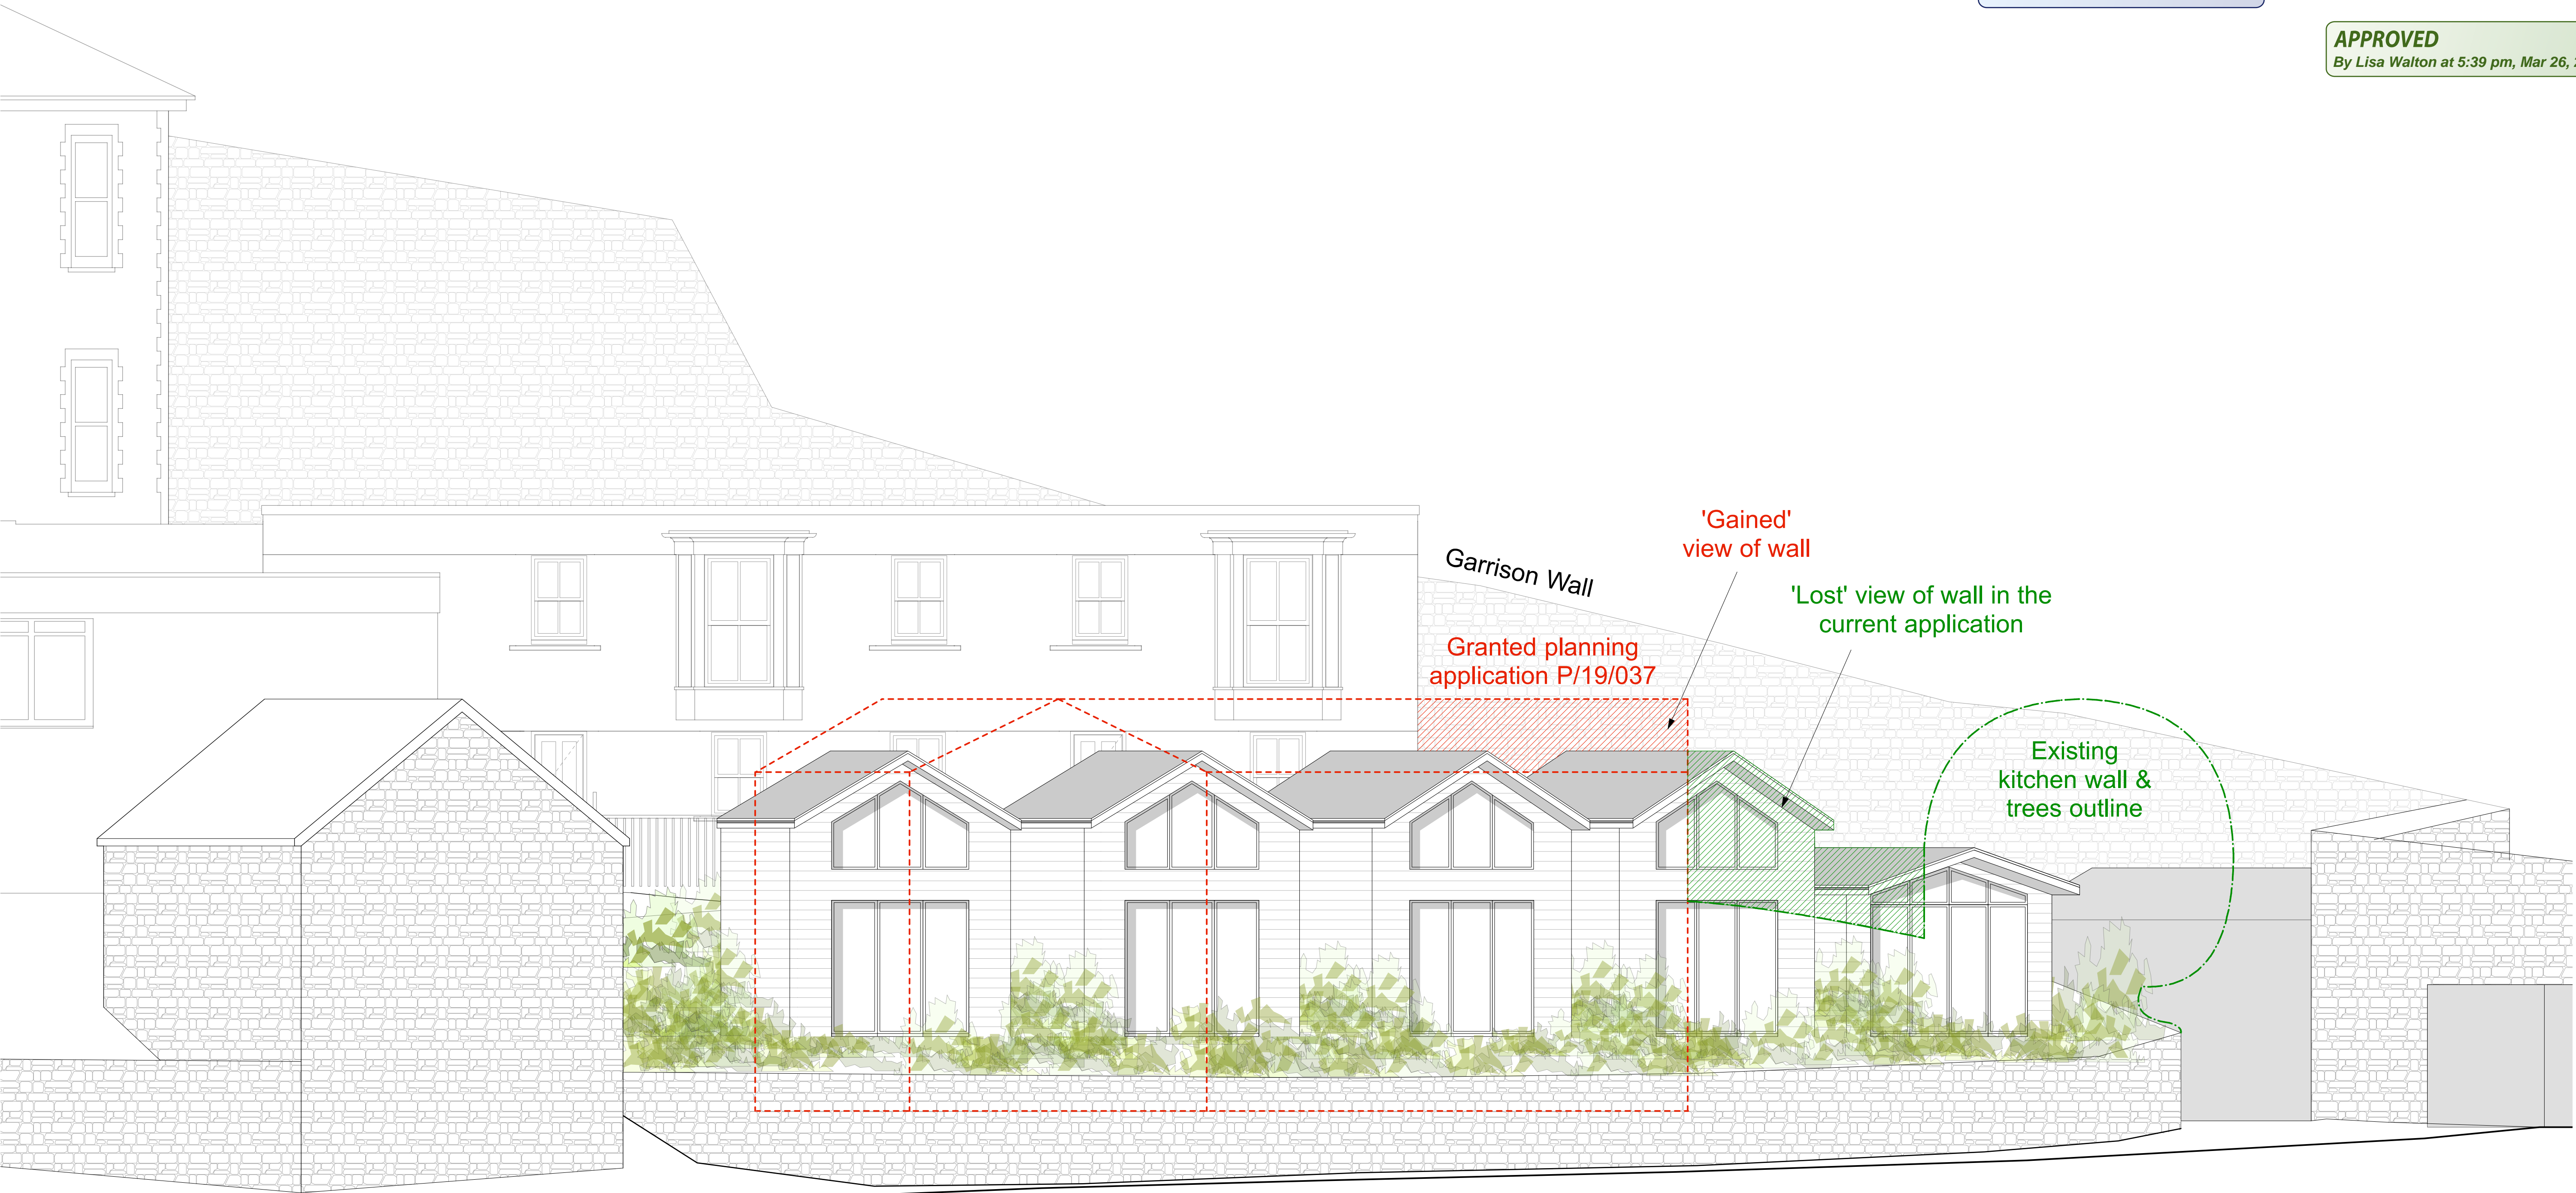 APPROVED
By Lisa Walton at 5:39 pm, Mar 26,
'Gained'
view of wall
Garrison Wall
'Lost' view of wall in the
current application
Granted planning
application P/19/037
Existing
kitchen wall &
trees outline